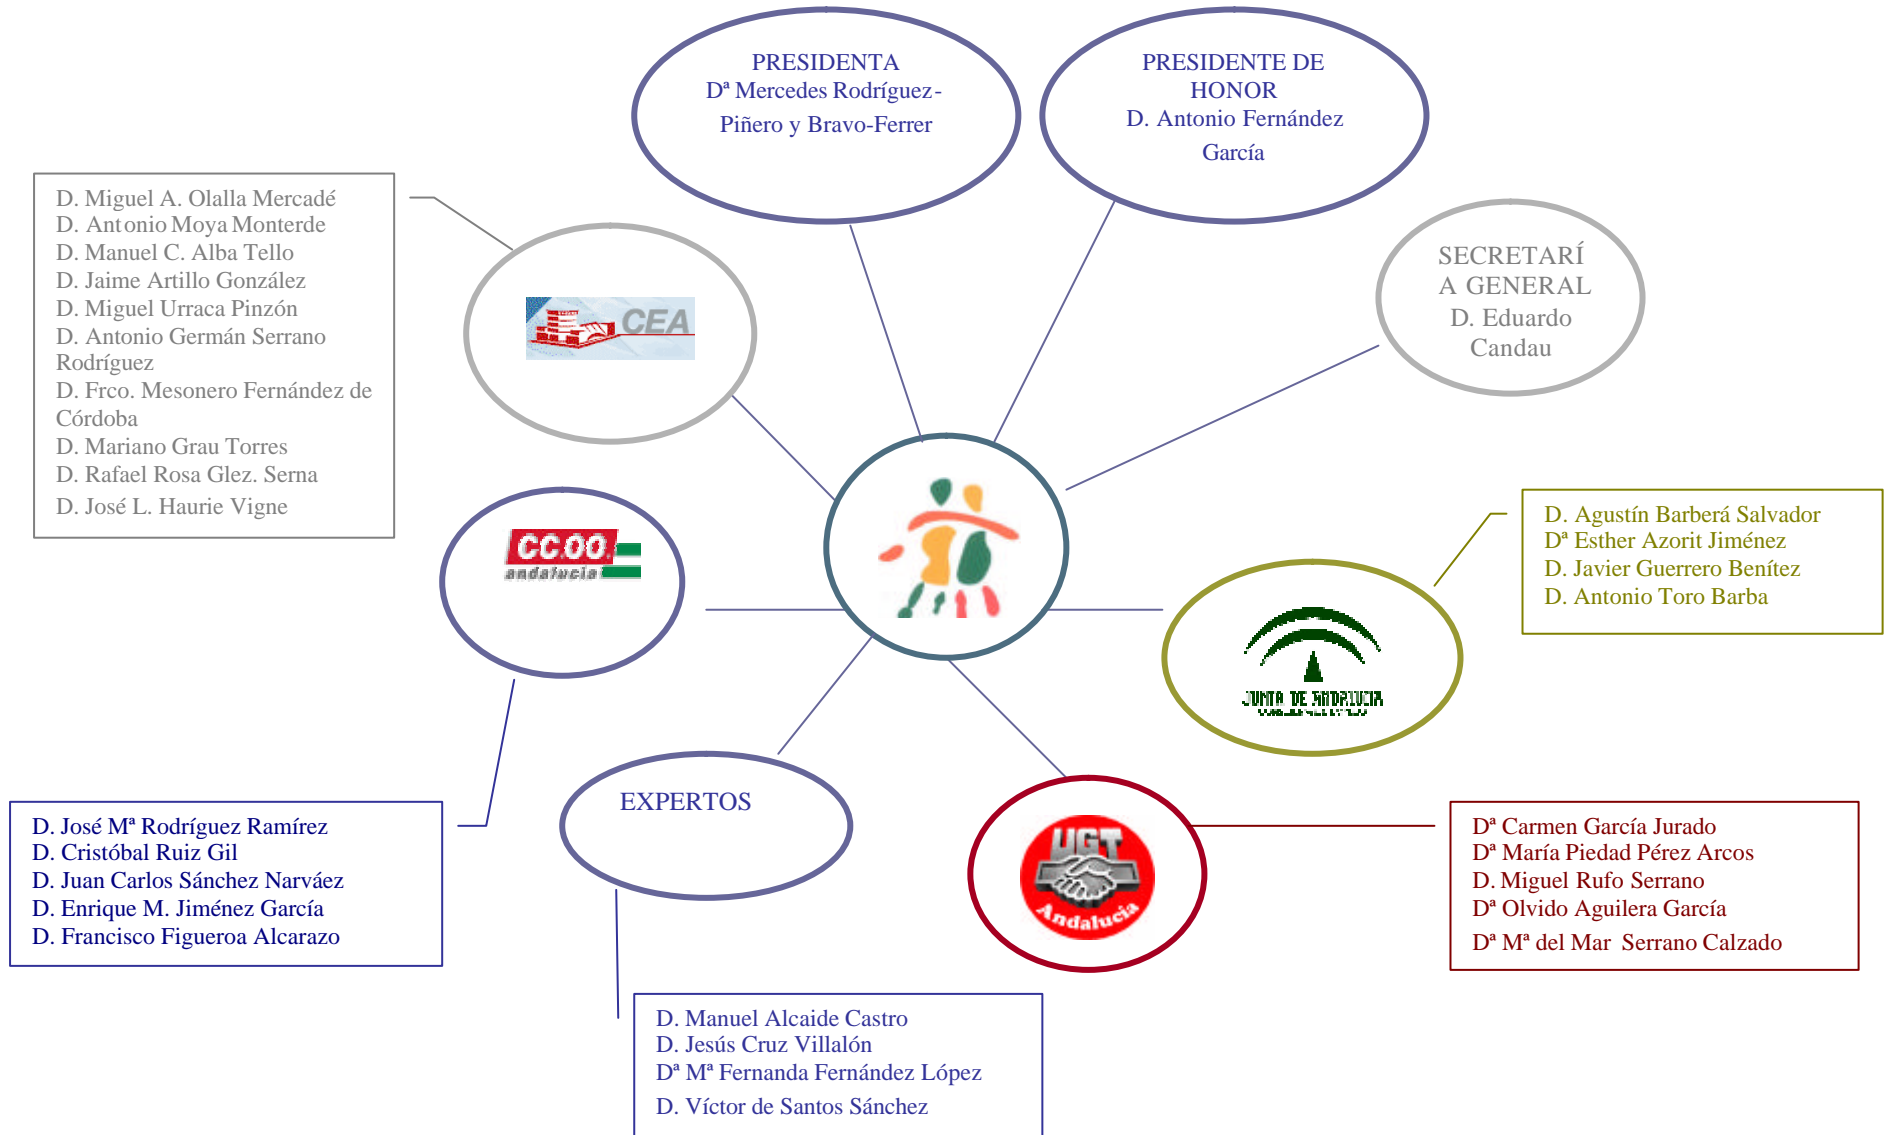 PRESIDENTA
Dª Mercedes Rodríguez-
Piñero y Bravo-Ferrer
PRESIDENTE DE
HONOR
D. Antonio Fernández
García
SECRETARÍ
A GENERAL
D. Eduardo
Candau
D. Miguel A. Olalla Mercadé
D. Antonio Moya Monterde
D. Manuel C. Alba Tello
D. Jaime Artillo González
D. Miguel Urraca Pinzón
D. Antonio Germán Serrano
Rodríguez
D. Frco. Mesonero Fernández de
Córdoba
D. Mariano Grau Torres
D. Rafael Rosa Glez. Serna
D. José L. Haurie Vigne
CEA
CC.OO.
andalucia
D. Agustín Barberá Salvador
Dª Esther Azorit Jiménez
D. Javier Guerrero Benítez
D. Antonio Toro Barba
JUNTA DE ANDALUCIA
EXPERTOS
UGT
Andalucia
D. José Mª Rodríguez Ramírez
D. Cristóbal Ruiz Gil
D. Juan Carlos Sánchez Narváez
D. Enrique M. Jiménez García
D. Francisco Figueroa Alcarazo
Dª Carmen García Jurado
Dª María Piedad Pérez Arcos
D. Miguel Rufo Serrano
Dª Olvido Aguilera García
Dª Mª del Mar Serrano Calzado
D. Manuel Alcaide Castro
D. Jesús Cruz Villalón
Dª Mª Fernanda Fernández López
D. Víctor de Santos Sánchez